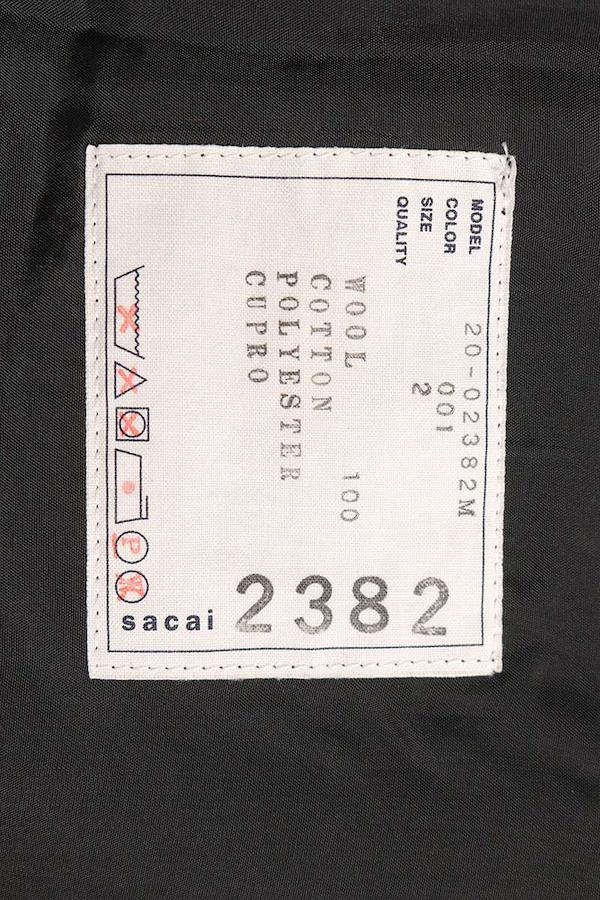 MODEL 20-02382M
COLOR 001
SIZE 2
QUALITY
WOOL 100
COTTON
POLYESTER
CUPRO
P
W
sacai 2382